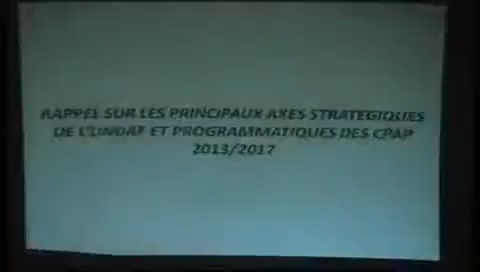 RAPPEL SUR LES PRINCIPAUX AXES STRATEGIQUES
DE L'UNDAF ET PROGRAMMATIQUES DES CPAP
2013/2017